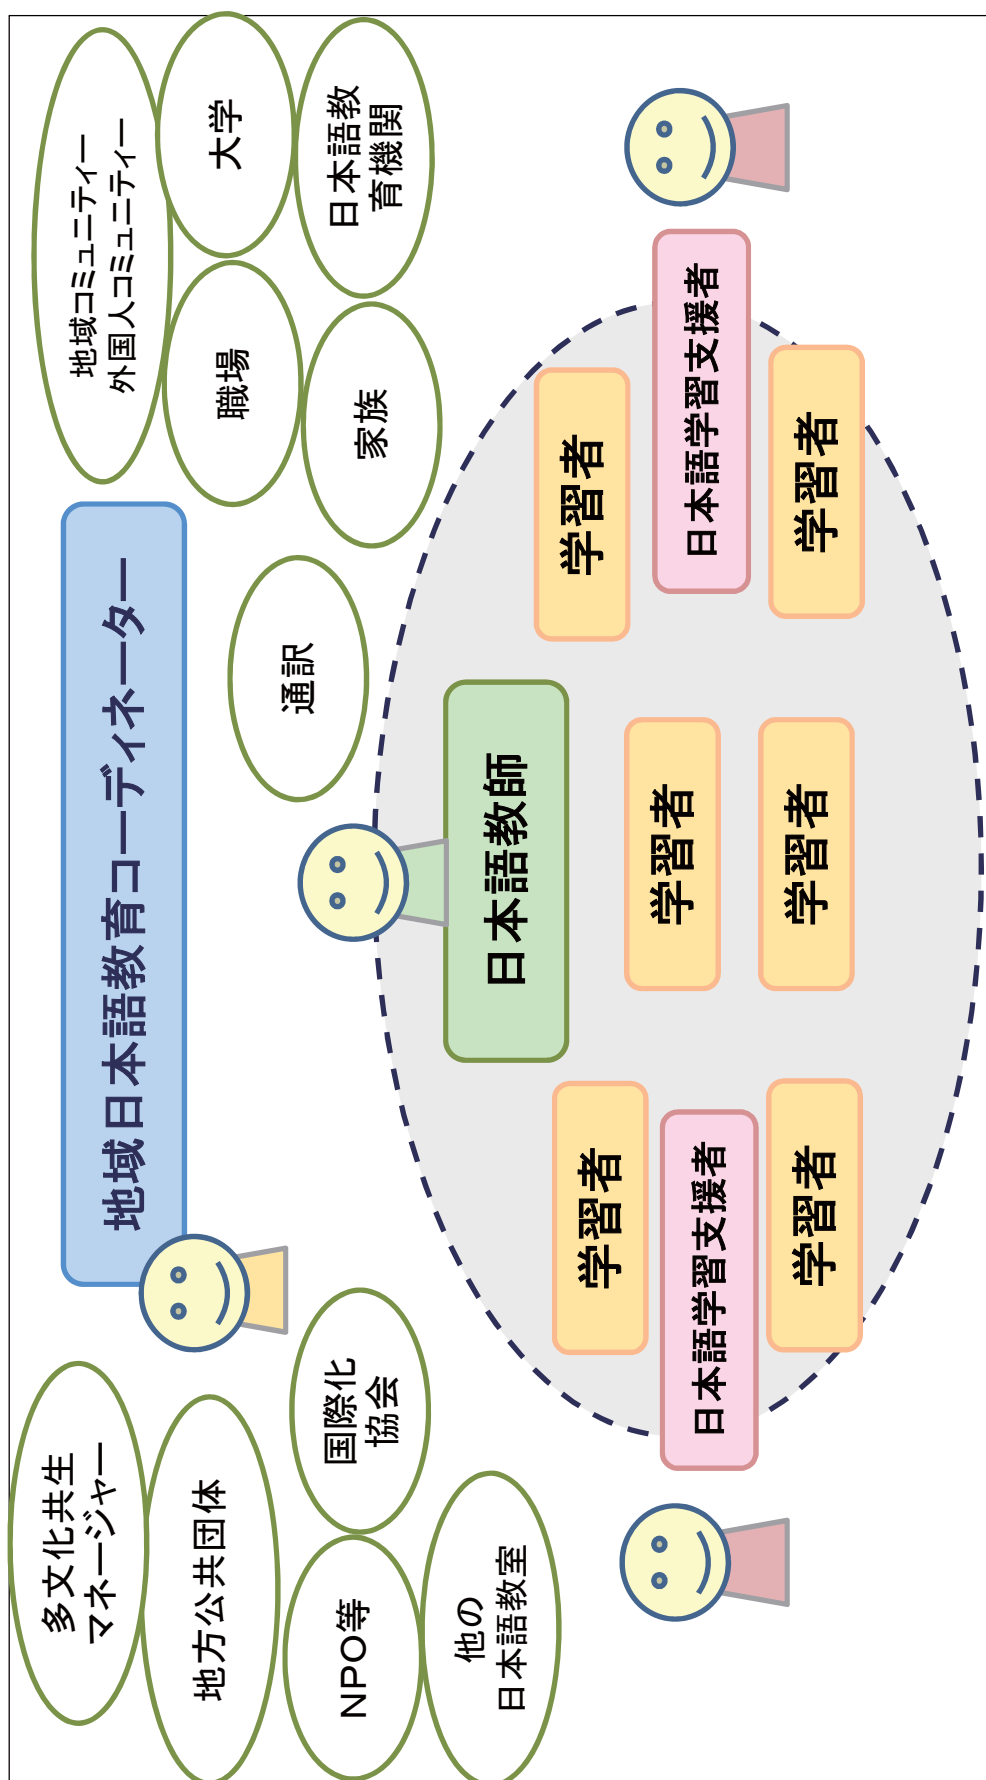 多文化共生
マネージャー
地方公共団体
国際化
協会
NPO等
他の
日本語教室
地域日本語教育コーディネーター
通訳
地域コミュニティー
外国人コミュニティー
大学
日本語教
育機関
職場
家族
日本語教師
学習者
日本語学習支援者
学習者
学習者
学習者
学習者
日本語学習支援者
学習者